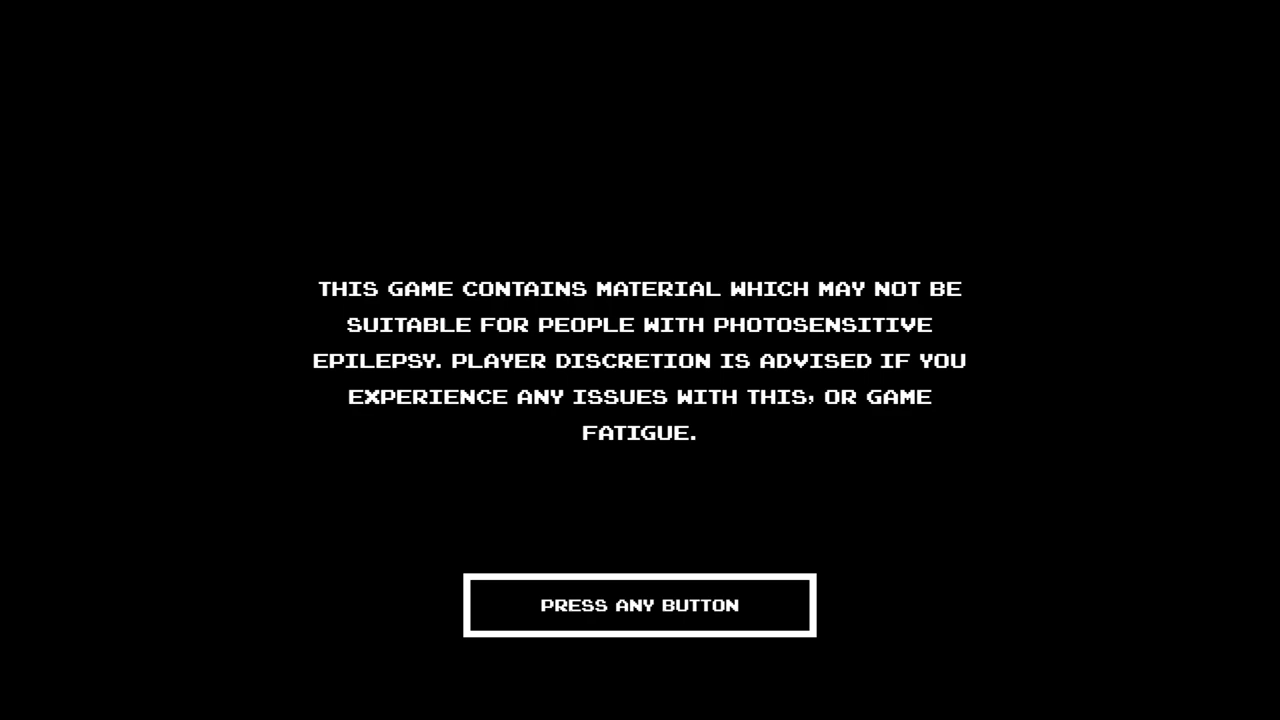 THIS GAME CONTAINS MATERIAL WHICH MAY NOT BE
SUITABLE FOR PEOPLE WITH PHOTOSENSITIVE
EPILEPSY. PLAYER DISCRETION IS ADVISED IF YOU
EXPERIENCE ANY ISSUES WITH THIS, OR GAME
FATIGUE.
PRESS ANY BUTTON